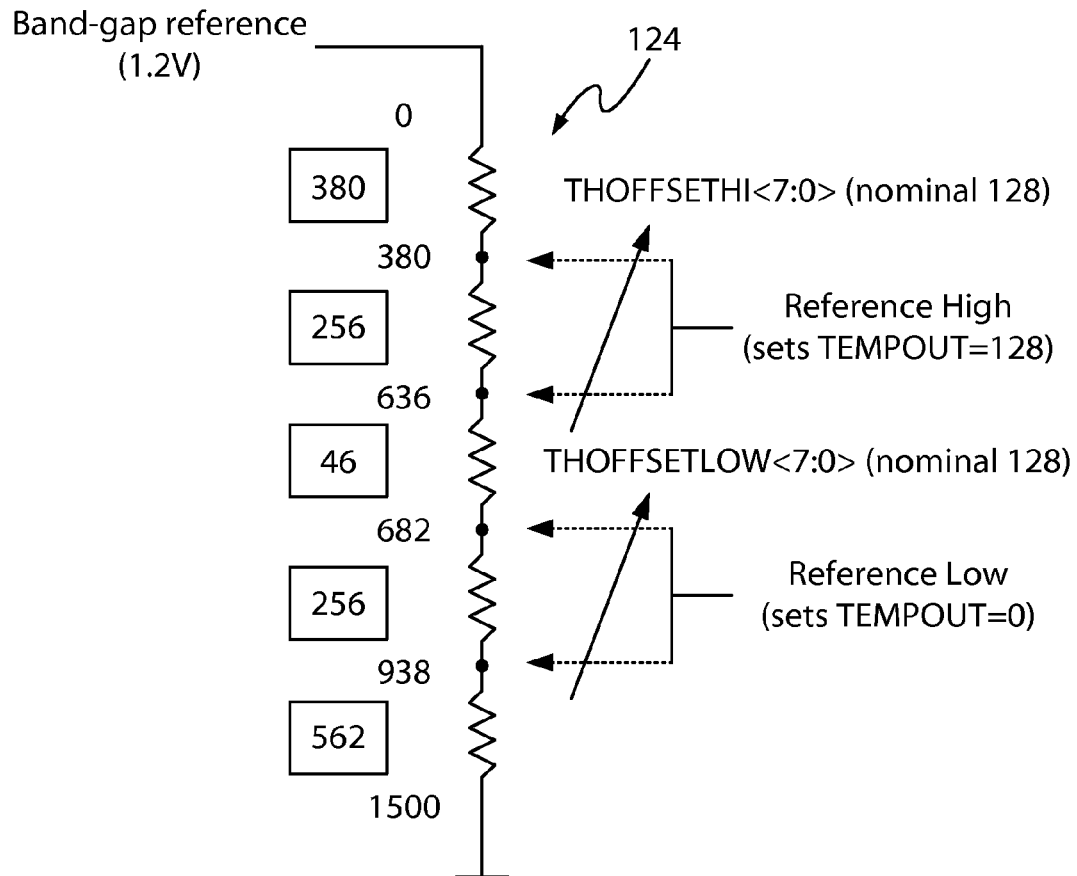 Band-gap reference
(1.2V)
124
0
380
THOFFSETHI<7:0> (nominal 128)
380
256
Reference High
(sets TEMPOUT=128)
636
46
THOFFSETLOW<7:0> (nominal 128)
682
256
Reference Low
(sets TEMPOUT=0)
938
562
1500